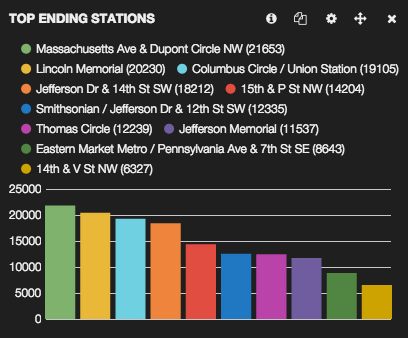 TOP ENDING STATIONS
Massachusetts Ave & Dupont Circle NW (21653)
Lincoln Memorial (20230) Columbus Circle / Union Station (19105)
Jefferson Dr & 14th St SW (18212) 15th & P St NW (14204)
Smithsonian / Jefferson Dr & 12th St SW (12335)
Thomas Circle (12239) Jefferson Memorial (11537)
Eastern Market Metro / Pennsylvania Ave & 7th St SE (8643)
14th & V St NW (6327)
25000
20000
15000
10000
5000
0